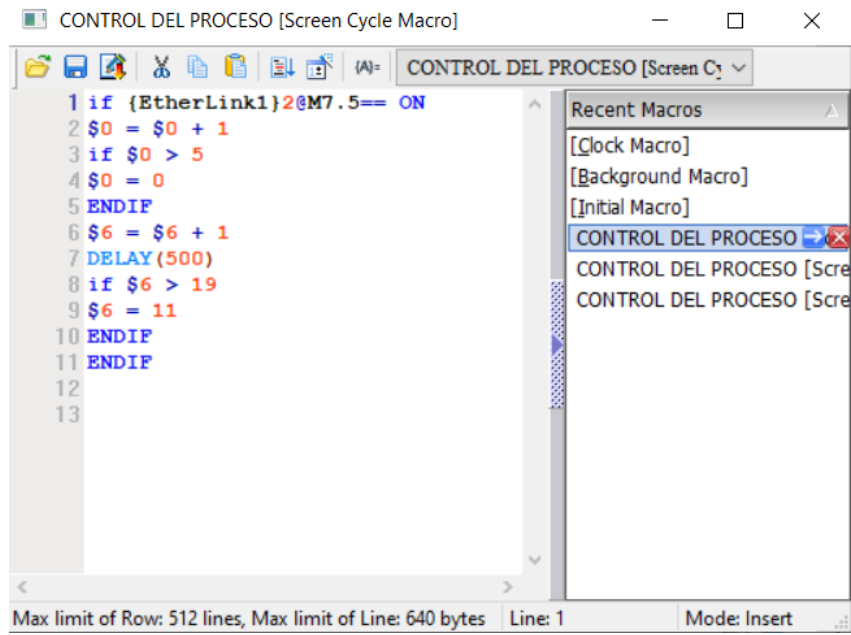 CONTROL DEL PROCESO [Screen Cycle Macro]
{A}=
CONTROL DEL PROCESO [Screen Cy
1 if {EtherLink1}2@M7.5== ON
2 $0 = $0 + 1
3 if $0 > 5
4 $0 = 0
5 ENDIF
6 $6 = $6 + 1
7 DELAY(500)
8 if $6 > 19
9 $6 = 11
10 ENDIF
11 ENDIF
12
13
Recent Macros
[Clock Macro]
[Background Macro]
[Initial Macro]
CONTROL DEL PROCESO
CONTROL DEL PROCESO [Scre
CONTROL DEL PROCESO [Scre
Max limit of Row: 512 lines, Max limit of Line: 640 bytes
Line: 1
Mode: Insert